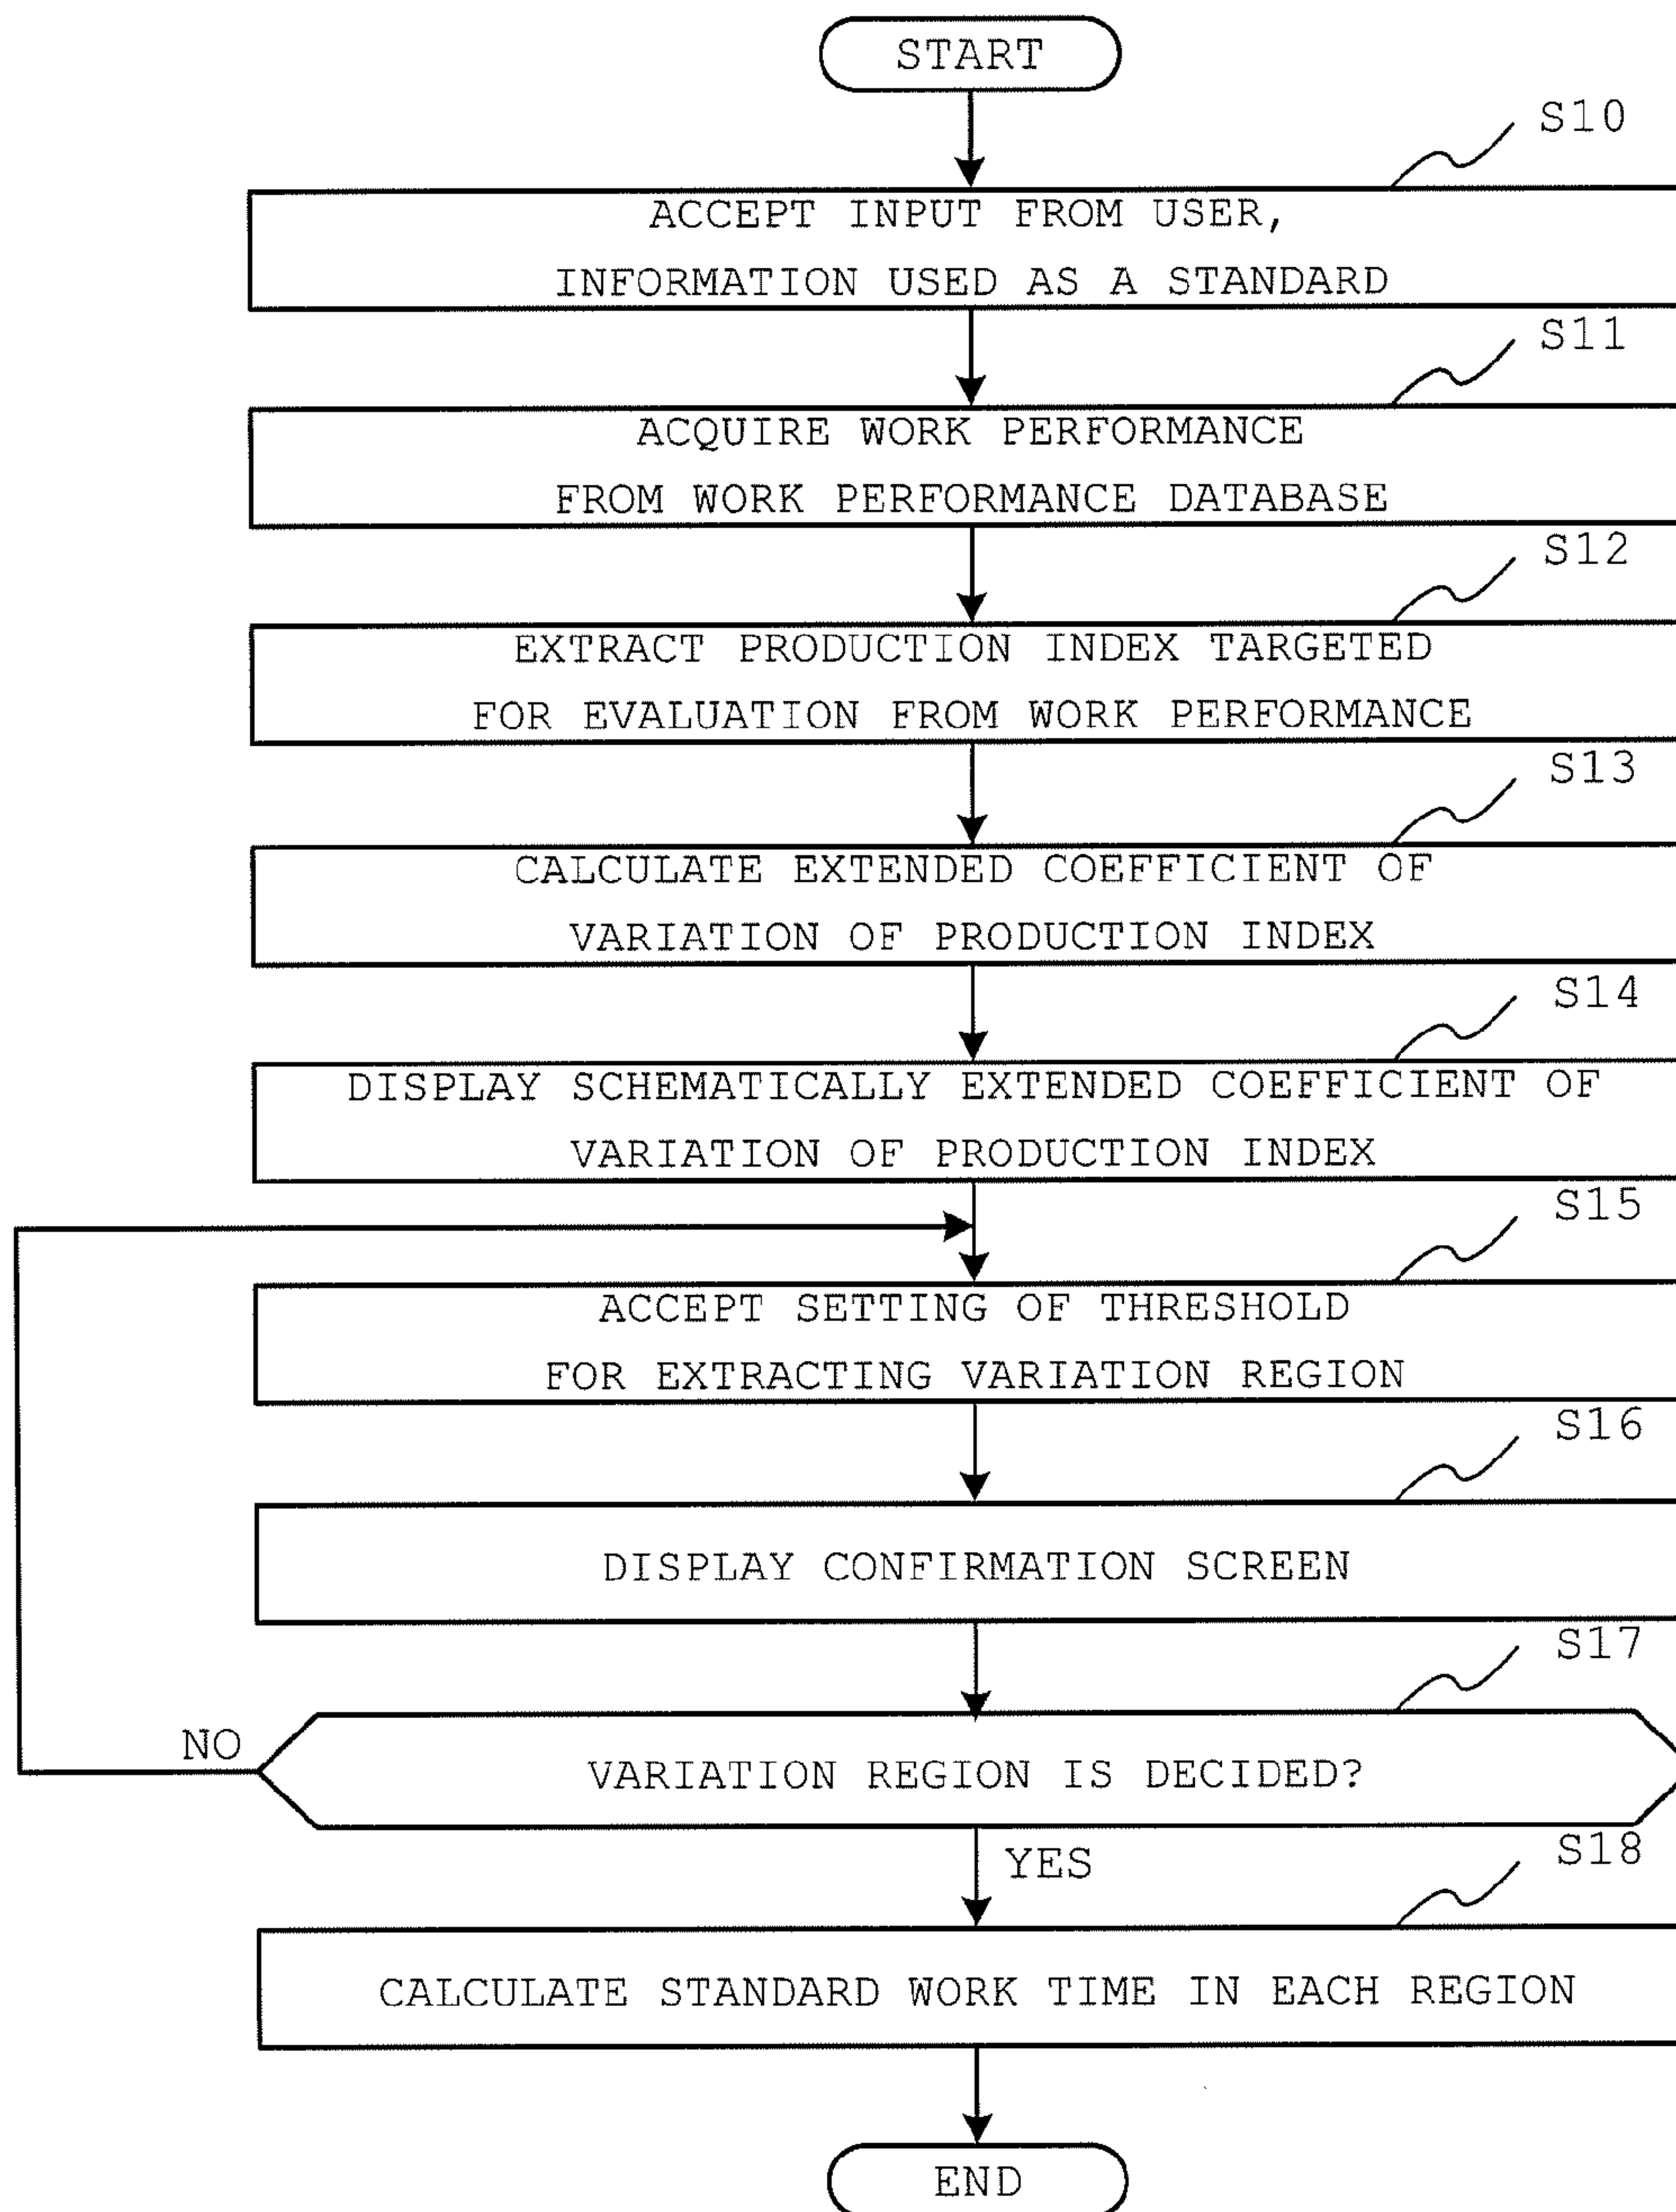 START
S10
ACCEPT INPUT FROM USER,
INFORMATION USED AS A STANDARD
S11
ACQUIRE WORK PERFORMANCE
FROM WORK PERFORMANCE DATABASE
S12
EXTRACT PRODUCTION INDEX TARGETED
FOR EVALUATION FROM WORK PERFORMANCE
S13
CALCULATE EXTENDED COEFFICIENT OF
VARIATION OF PRODUCTION INDEX
S14
DISPLAY SCHEMATICALLY EXTENDED COEFFICIENT OF
VARIATION OF PRODUCTION INDEX
S15
ACCEPT SETTING OF THRESHOLD
FOR EXTRACTING VARIATION REGION
S16
DISPLAY CONFIRMATION SCREEN
S17
NO
VARIATION REGION IS DECIDED?
YES
S18
CALCULATE STANDARD WORK TIME IN EACH REGION
END